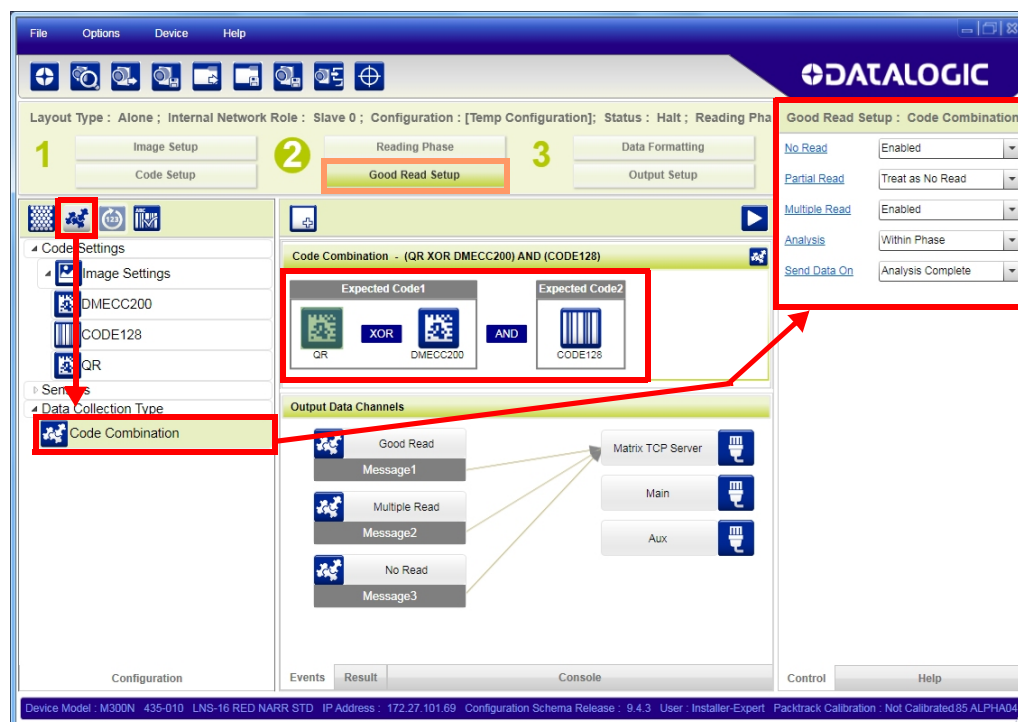 File Options Device Help
DATALOGIC
Layout Type : Alone ; Internal Network Role : Slave 0 ; Configuration : [Temp Configuration]; Status : Halt ; Reading Pha
1 Image Setup
Code Setup
2 Reading Phase
Good Read Setup
3 Data Formatting
Output Setup
Code Settings
Image Settings
DMECC200
CODE128
QR
Data Collection Type
Code Combination
Configuration
Code Combination - (QR XOR DMECC200) AND (CODE128)
Expected Code1 Expected Code2
QR XOR DMECC200 AND CODE128
Output Data Channels
Good Read
Message1
Multiple Read
Message2
No Read
Message3
Matrix TCP Server
Main
Aux
Events Result Console
Good Read Setup : Code Combination
No Read Enabled
Partial Read Treat as No Read
Multiple Read Enabled
Analysis Within Phase
Send Data On Analysis Complete
Control Help
Device Model : M300N 435-010 LNS-16 RED NARR STD IP Address : 172.27.101.69 Configuration Schema Release : 9.4.3 User : Installer-Expert Packtrack Calibration : Not Calibrated 85 ALPHA04